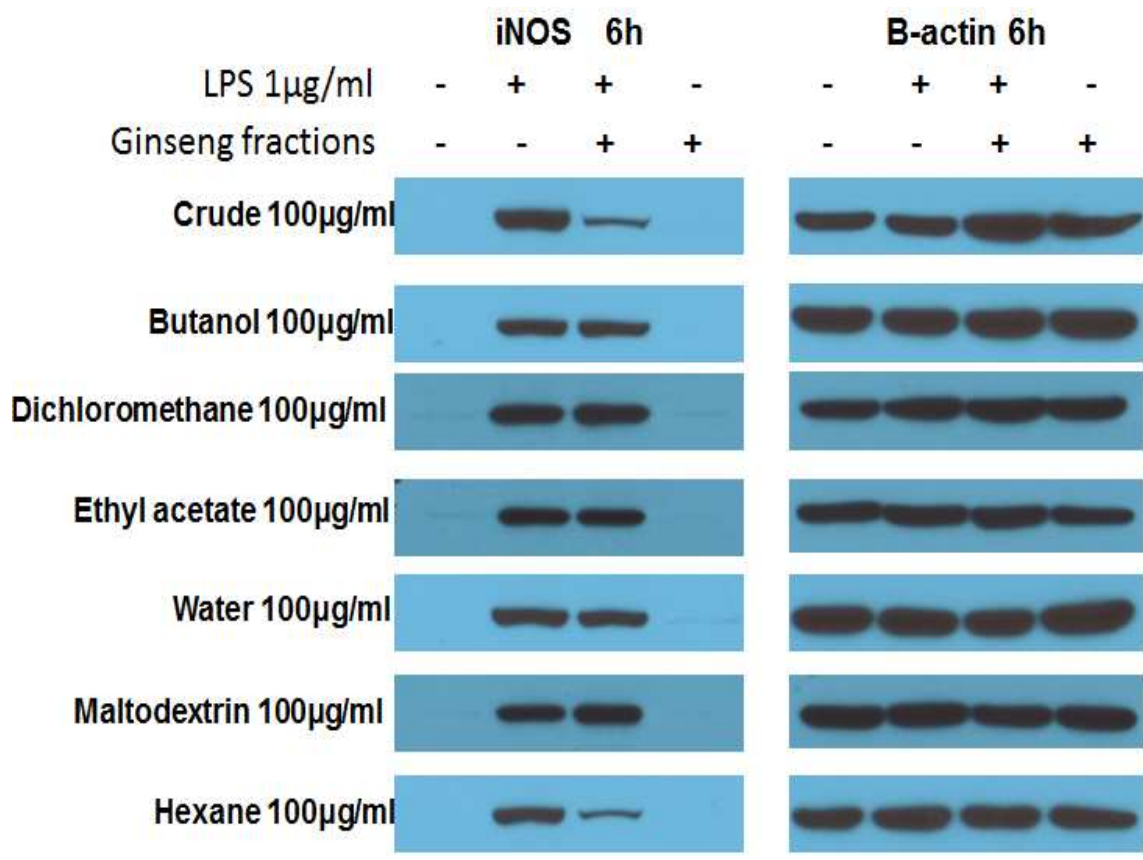 iNOS 6h B-actin 6h
LPS 1µg/ml - + + - - + + -
Ginseng fractions - - + + - - + +
Crude 100µg/ml
Butanol 100µg/ml
Dichloromethane 100µg/ml
Ethyl acetate 100µg/ml
Water 100µg/ml
Maltodextrin 100µg/ml
Hexane 100µg/ml